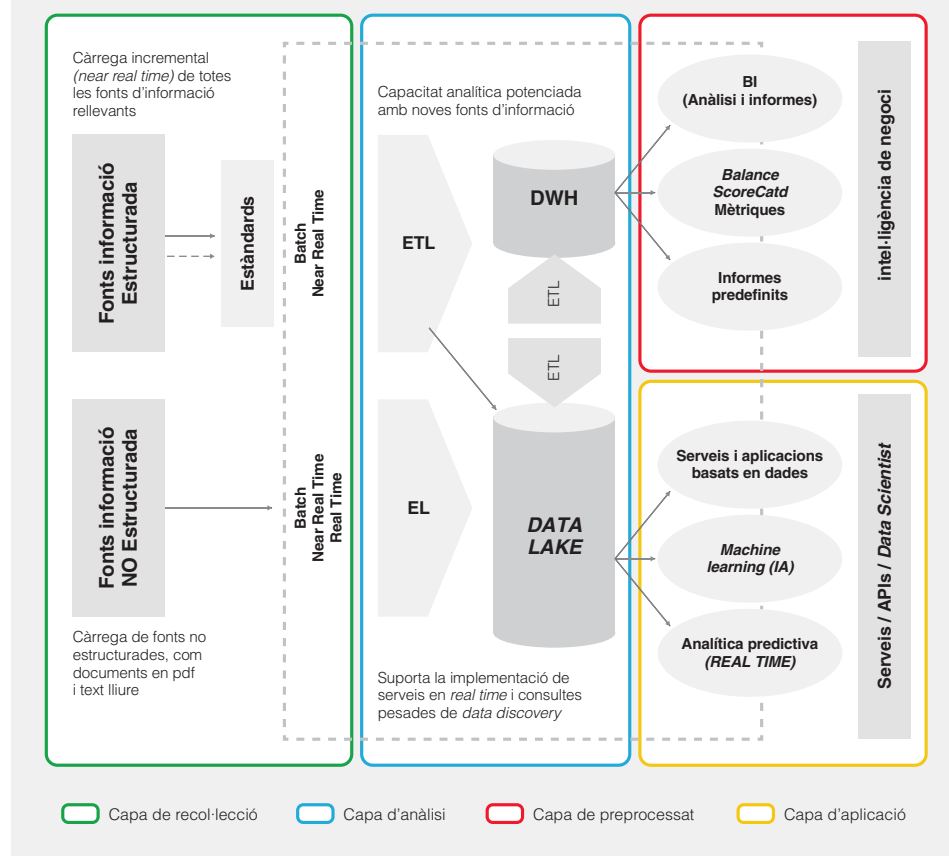 Càrrega incremental
(near real time) de totes
les fonts d'informació
rellevants
Fonts informació
Estructurada
Estàndards
Batch
Near Real Time
Fonts informació
NO Estructurada
Batch
Near Real Time
Real Time
Càrrega de fonts no
estructurades, com
documents en pdf
i text lliure
Capacitat analítica potenciada
amb noves fonts d'informació
ETL
DWH
ETL
ETL
EL
DATA
LAKE
Suporta la implementació de
serveis en real time i consultes
pesades de data discovery
BI
(Anàlisi i informes)
Balance
ScoreCatd
Mètriques
Informes
predefinits
intel·ligència de negoci
Serveis i aplicacions
basats en dades
Machine
learning (IA)
Analítica predictiva
(REAL TIME)
Serveis / APIs / Data Scientist
Capa de recol·lecció
Capa d'anàlisi
Capa de preprocessat
Capa d'aplicació